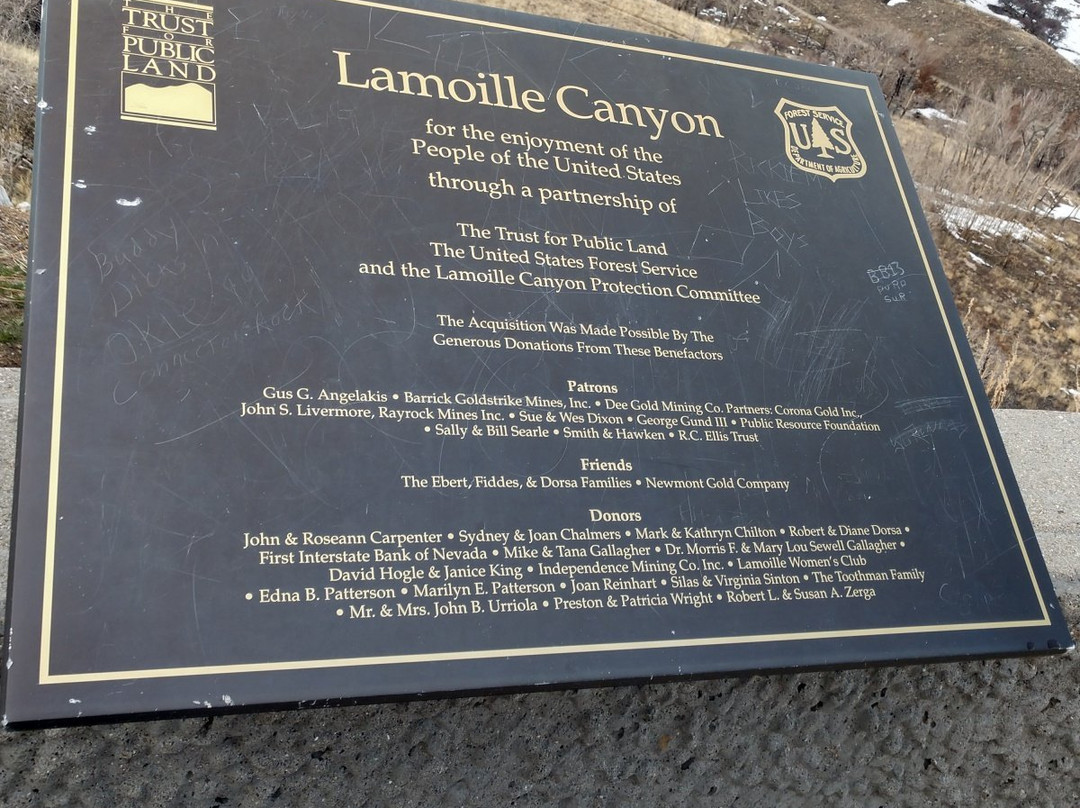 THE
TRUST
FOR
PUBLIC
LAND
Lamoille Canyon
for the enjoyment of the
People of the United States
through a partnership of
FOREST SERVICE
US
DEPARTMENT OF AGRICULTURE
The Trust for Public Land
The United States Forest Service
and the Lamoille Canyon Protection Committee
The Acquisition Was Made Possible By The
Generous Donations From These Benefactors
Patrons
Gus G. Angelakis • Barrick Goldstrike Mines, Inc. • Dee Gold Mining Co. Partners: Corona Gold Inc.,
John S. Livermore, Rayrock Mines Inc. • Sue & Wes Dixon • George Gund III • Public Resource Foundation
• Sally & Bill Searle • Smith & Hawken • R.C. Ellis Trust
Friends
The Ebert, Fiddes, & Dorsa Families • Newmont Gold Company
Donors
John & Roseann Carpenter • Sydney & Joan Chalmers • Mark & Kathryn Chilton • Robert & Diane Dorsa •
First Interstate Bank of Nevada • Mike & Tana Gallagher • Dr. Morris F. & Mary Lou Sewell Gallagher •
David Hogle & Janice King • Independence Mining Co. Inc. • Lamoille Women's Club
• Edna B. Patterson • Marilyn E. Patterson • Joan Reinhart • Silas & Virginia Sinton • The Toothman Family
• Mr. & Mrs. John B. Urriola • Preston & Patricia Wright • Robert L. & Susan A. Zerga
Buddy
LIKES
Boys